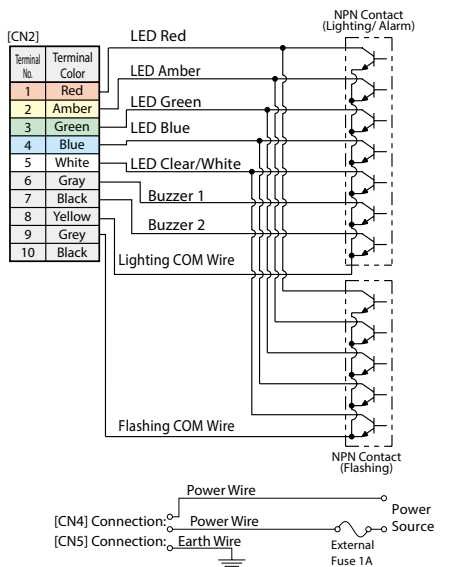 NPN Contact
(Lighting/ Alarm)
[CN2]
LED Red
Terminal No. Terminal Color
1 Red
2 Amber
3 Green
4 Blue
5 White
6 Gray
7 Black
8 Yellow
9 Grey
10 Black
LED Amber
LED Green
LED Blue
LED Clear/White
Buzzer 1
Buzzer 2
Lighting COM Wire
Flashing COM Wire
NPN Contact
(Flashing)
Power Wire
Power
Source
[CN4] Connection: Power Wire
[CN5] Connection: Earth Wire
External
Fuse 1A